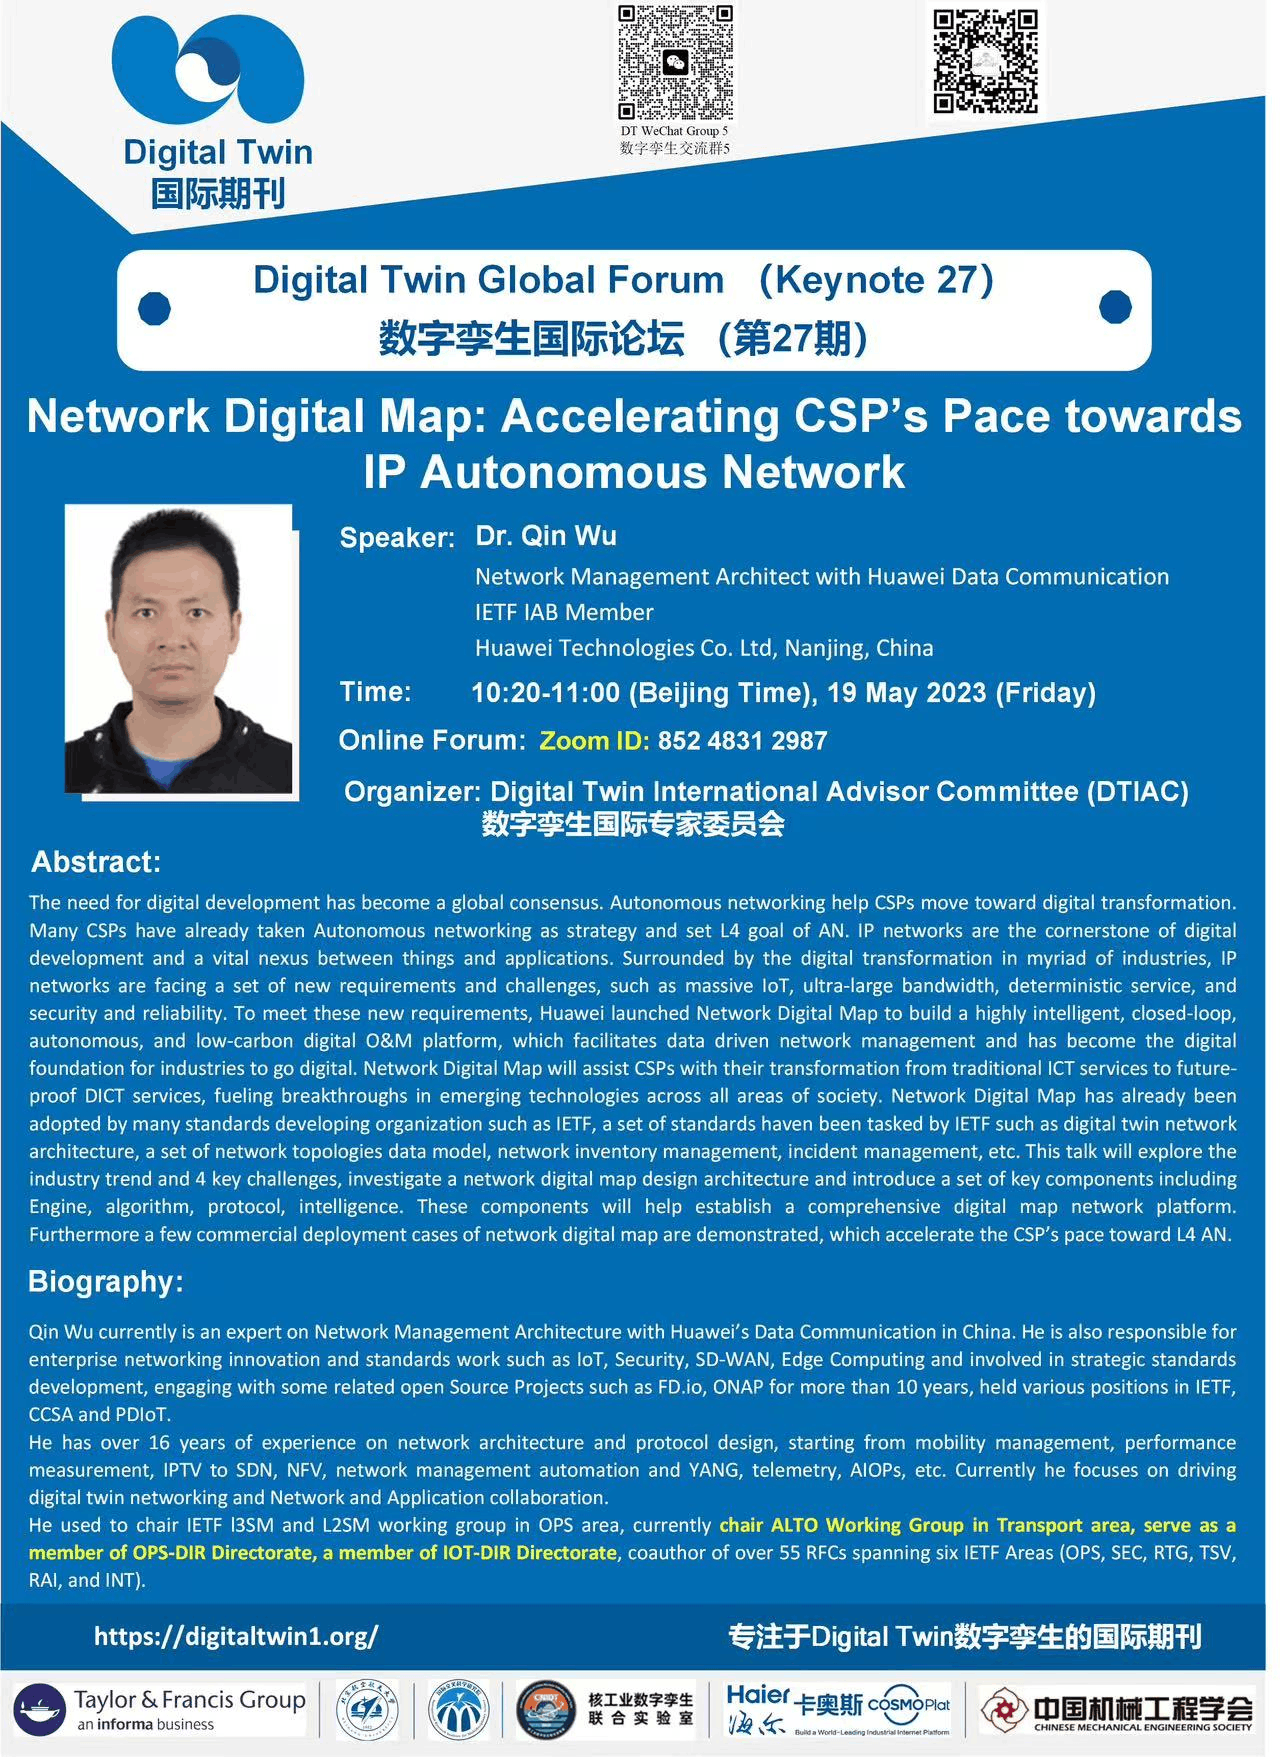 DT WeChat Group 5
数字孪生交流群5
Digital Twin
国际期刊
Digital Twin Global Forum （Keynote 27）
数字孪生国际论坛 （第27期）
Network Digital Map: Accelerating CSP’s Pace towards
IP Autonomous Network
Speaker: Dr. Qin Wu
Network Management Architect with Huawei Data Communication
IETF IAB Member
Huawei Technologies Co. Ltd, Nanjing, China
Time: 10:20-11:00 (Beijing Time), 19 May 2023 (Friday)
Online Forum: Zoom ID: 852 4831 2987
Organizer: Digital Twin International Advisor Committee (DTIAC)
数字孪生国际专家委员会
Abstract:
The need for digital development has become a global consensus. Autonomous networking help CSPs move toward digital transformation.
Many CSPs have already taken Autonomous networking as strategy and set L4 goal of AN. IP networks are the cornerstone of digital
development and a vital nexus between things and applications. Surrounded by the digital transformation in myriad of industries, IP
networks are facing a set of new requirements and challenges, such as massive IoT, ultra-large bandwidth, deterministic service, and
security and reliability. To meet these new requirements, Huawei launched Network Digital Map to build a highly intelligent, closed-loop,
autonomous, and low-carbon digital O&M platform, which facilitates data driven network management and has become the digital
foundation for industries to go digital. Network Digital Map will assist CSPs with their transformation from traditional ICT services to future-
proof DICT services, fueling breakthroughs in emerging technologies across all areas of society. Network Digital Map has already been
adopted by many standards developing organization such as IETF, a set of standards haven been tasked by IETF such as digital twin network
architecture, a set of network topologies data model, network inventory management, incident management, etc. This talk will explore the
industry trend and 4 key challenges, investigate a network digital map design architecture and introduce a set of key components including
Engine, algorithm, protocol, intelligence. These components will help establish a comprehensive digital map network platform.
Furthermore a few commercial deployment cases of network digital map are demonstrated, which accelerate the CSP’s pace toward L4 AN.
Biography:
Qin Wu currently is an expert on Network Management Architecture with Huawei’s Data Communication in China. He is also responsible for
enterprise networking innovation and standards work such as IoT, Security, SD-WAN, Edge Computing and involved in strategic standards
development, engaging with some related open Source Projects such as FD.io, ONAP for more than 10 years, held various positions in IETF,
CCSA and PDIoT.
He has over 16 years of experience on network architecture and protocol design, starting from mobility management, performance
measurement, IPTV to SDN, NFV, network management automation and YANG, telemetry, AIOPs, etc. Currently he focuses on driving
digital twin networking and Network and Application collaboration.
He used to chair IETF l3SM and L2SM working group in OPS area, currently chair ALTO Working Group in Transport area, serve as a
member of OPS-DIR Directorate, a member of IOT-DIR Directorate, coauthor of over 55 RFCs spanning six IETF Areas (OPS, SEC, RTG, TSV,
RAI, and INT).
https://digitaltwin1.org/ 专注于Digital Twin数字孪生的国际期刊
Taylor & Francis Group
an informa business
核工业数字孪生
联合实验室
Haier 卡奥斯 COSMOPlat
海尔 Build a World-Leading Industrial Internet Platform
中国机械工程学会
CHINESE MECHANICAL ENGINEERING SOCIETY